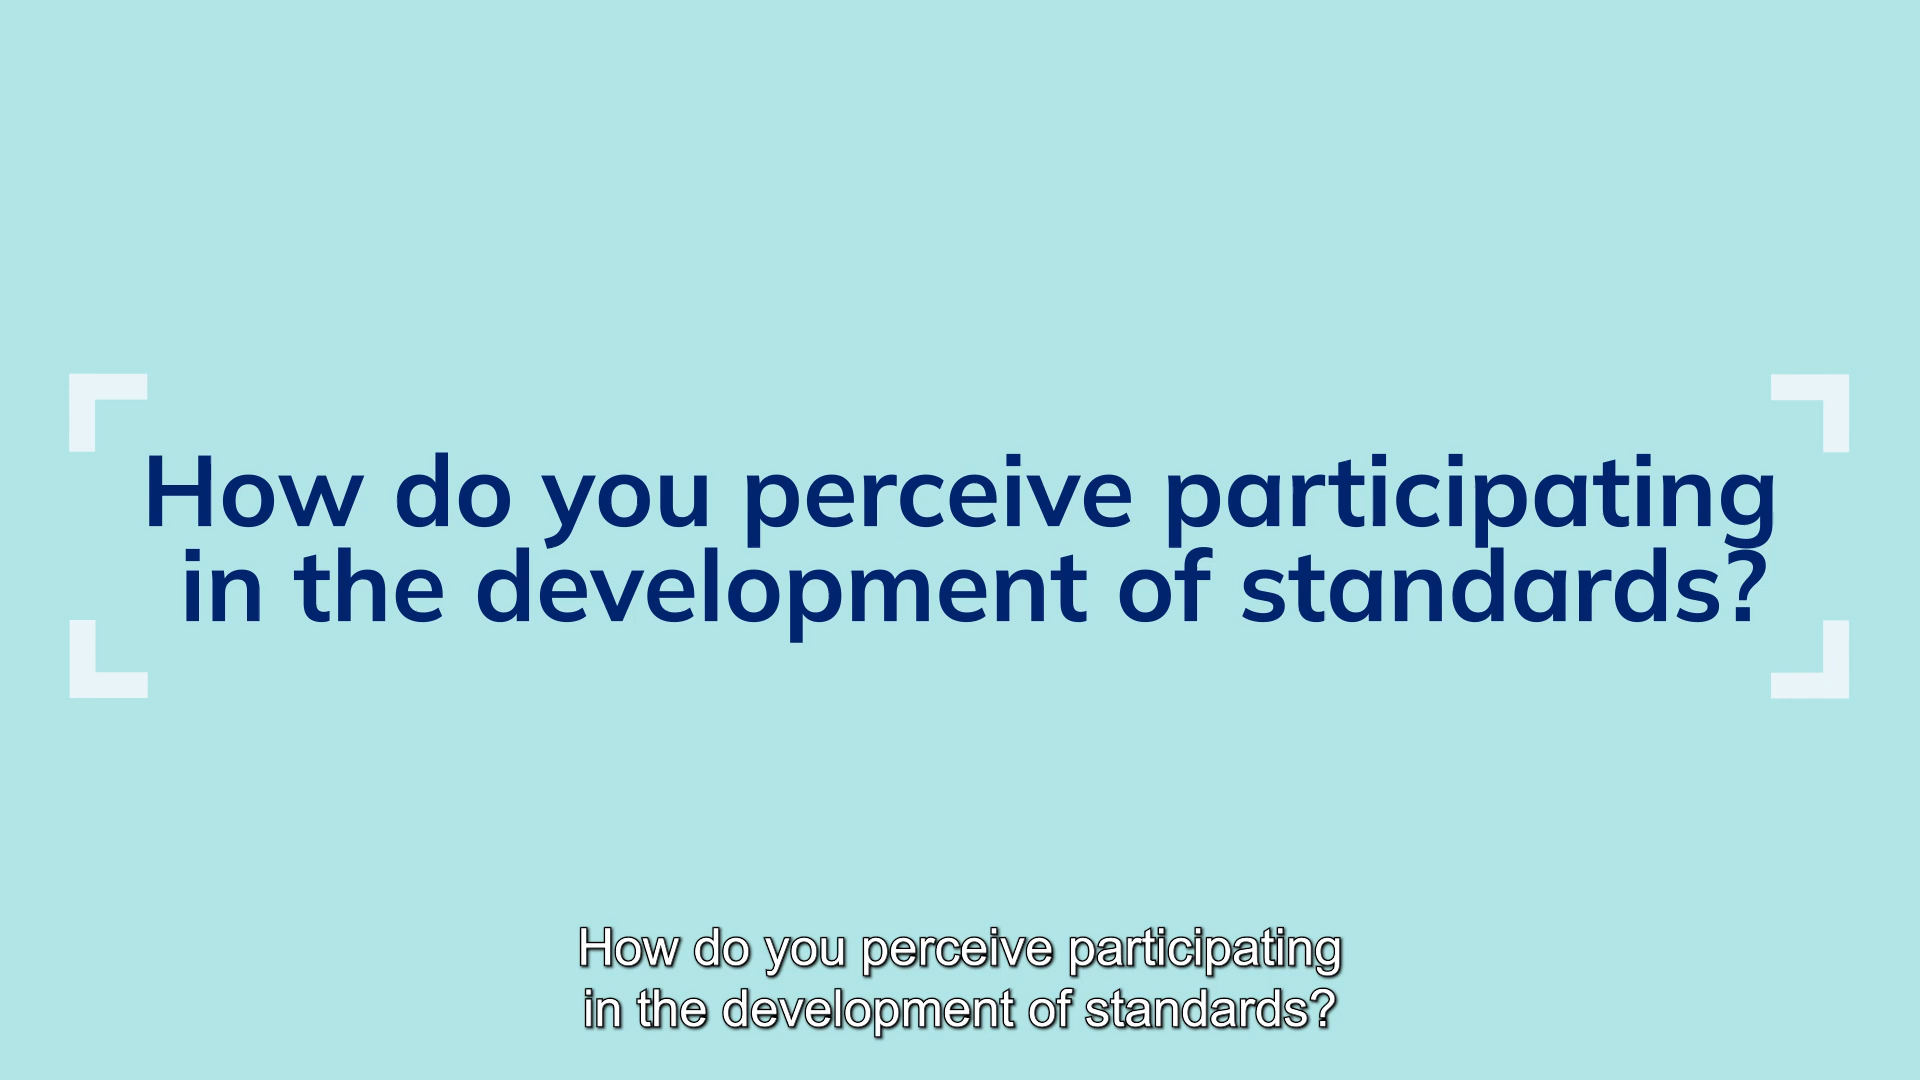 How do you perceive participating
in the development of standards?
How do you perceive participating
in the development of standards?